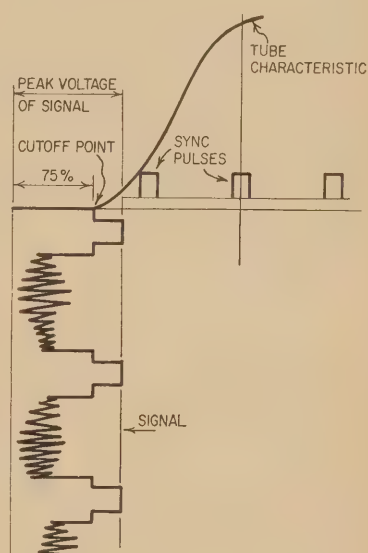 TUBE
CHARACTERISTIC
PEAK VOLTAGE
OF SIGNAL
SYNC
PULSES
CUTOFF POINT
75%
SIGNAL